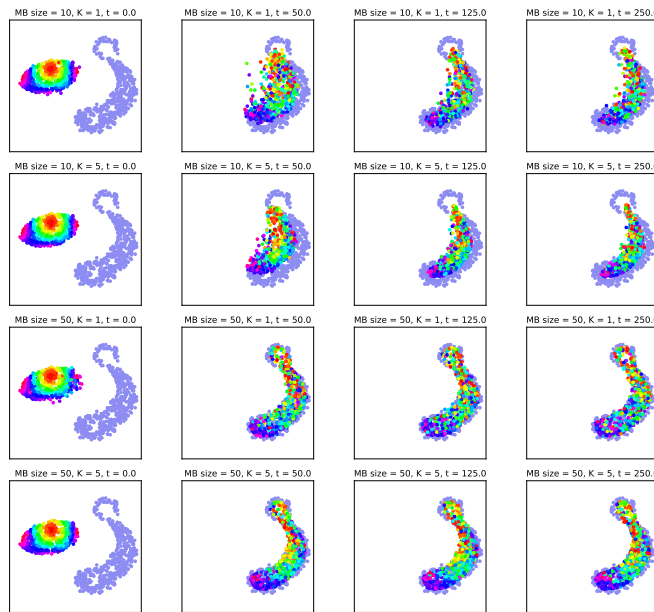 MB size = 10, K = 1, t = 0.0
MB size = 10, K = 1, t = 50.0
MB size = 10, K = 1, t = 125.0
MB size = 10, K = 1, t = 250.
MB size = 10, K = 5, t = 0.0
MB size = 10, K = 5, t = 50.0
MB size = 10, K = 5, t = 125.0
MB size = 10, K = 5, t = 250.
MB size = 50, K = 1, t = 0.0
MB size = 50, K = 1, t = 50.0
MB size = 50, K = 1, t = 125.0
MB size = 50, K = 1, t = 250.
MB size = 50, K = 5, t = 0.0
MB size = 50, K = 5, t = 50.0
MB size = 50, K = 5, t = 125.0
MB size = 50, K = 5, t = 250.